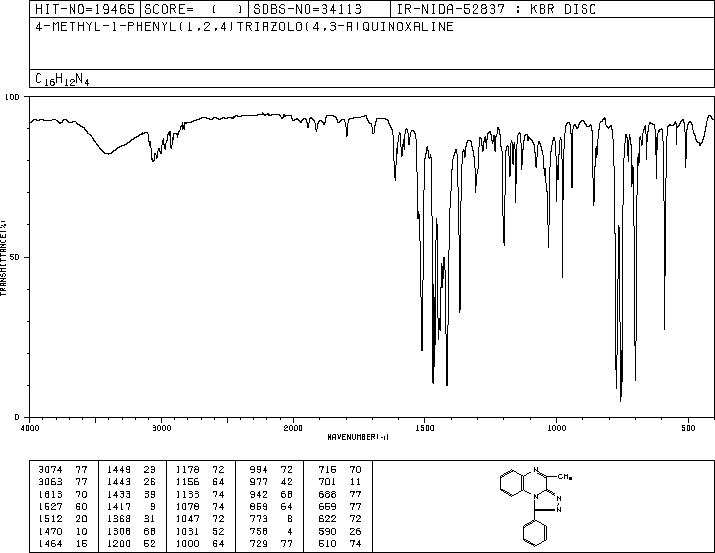 HIT-NO=19465 SCORE= ( ) SDBS-NO=34113 IR-NIDA-52837 : KBR DISC
4-METHYL-1-PHENYL(1,2,4)TRIAZOLO(4,3-A)QUINOXALINE
C16H12N4
100
50
0
TRANSMITTANCE(%)
4000 3000 2000 1500 1000 500
WAVENUMBER(-1)
3074 77 1449 29 1178 72 994 72 716 70
3063 77 1443 26 1156 64 977 42 701 11
1613 70 1433 39 1133 74 942 68 688 77
1527 60 1417 9 1078 74 859 64 659 77
1512 20 1368 31 1047 72 773 8 622 72
1470 10 1308 68 1031 52 758 4 590 26
1464 15 1200 52 1000 64 729 77 510 74
N
CH3
N
N
N